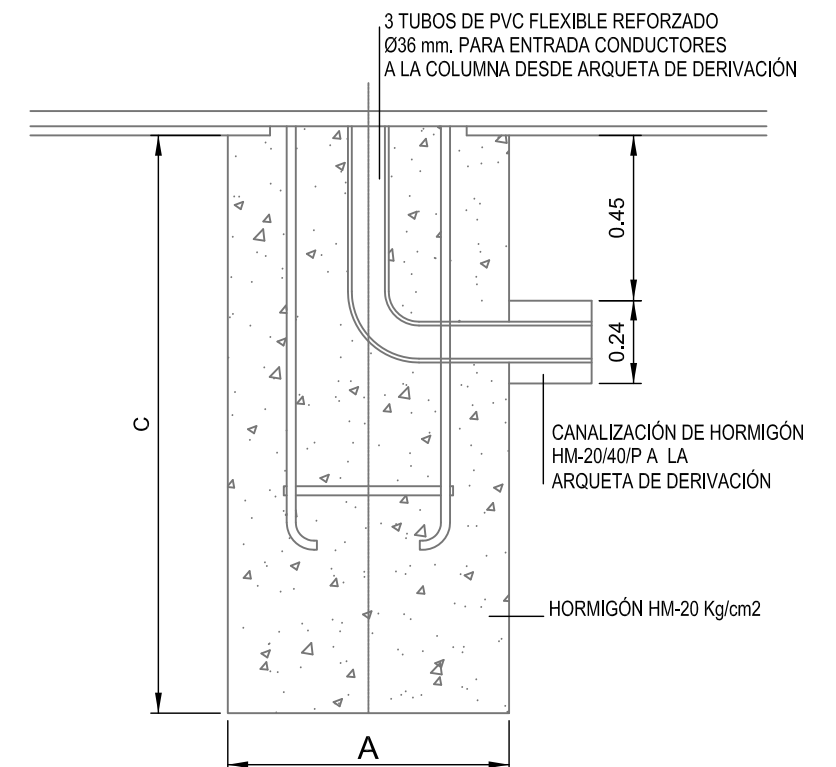 3 TUBOS DE PVC FLEXIBLE REFORZADO
Ø36 mm. PARA ENTRADA CONDUCTORES
A LA COLUMNA DESDE ARQUETA DE DERIVACIÓN
0.45
0.24
C
CANALIZACIÓN DE HORMIGÓN
HM-20/40/P A LA
ARQUETA DE DERIVACIÓN
HORMIGÓN HM-20 Kg/cm2
A